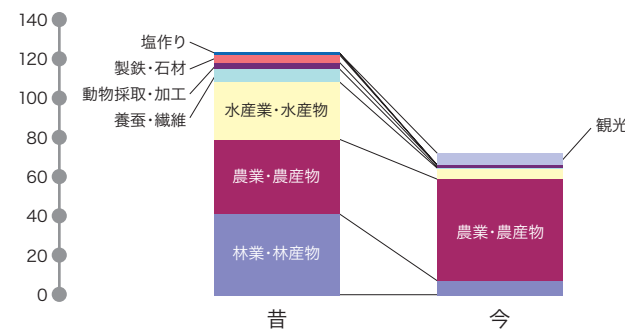 140
120
100
80
60
40
20
0
塩作り
製鉄・石材
動物採取・加工
養蚕・繊維
水産業・水産物
農業・農産物
林業・林産物
観光
農業・農産物
昔
今